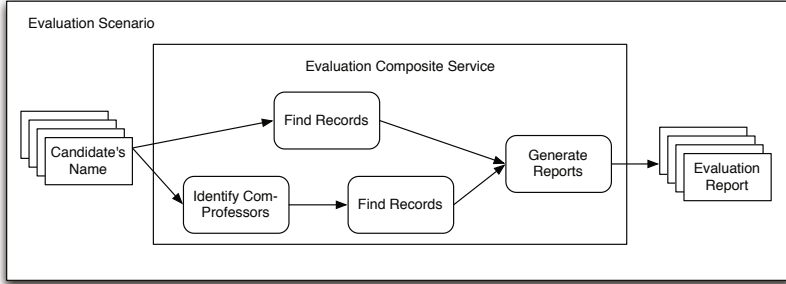 Evaluation Scenario
Evaluation Composite Service
Find Records
Candidate's
Name
Generate
Reports
Evaluation
Report
Identify Com-
Professors
Find Records